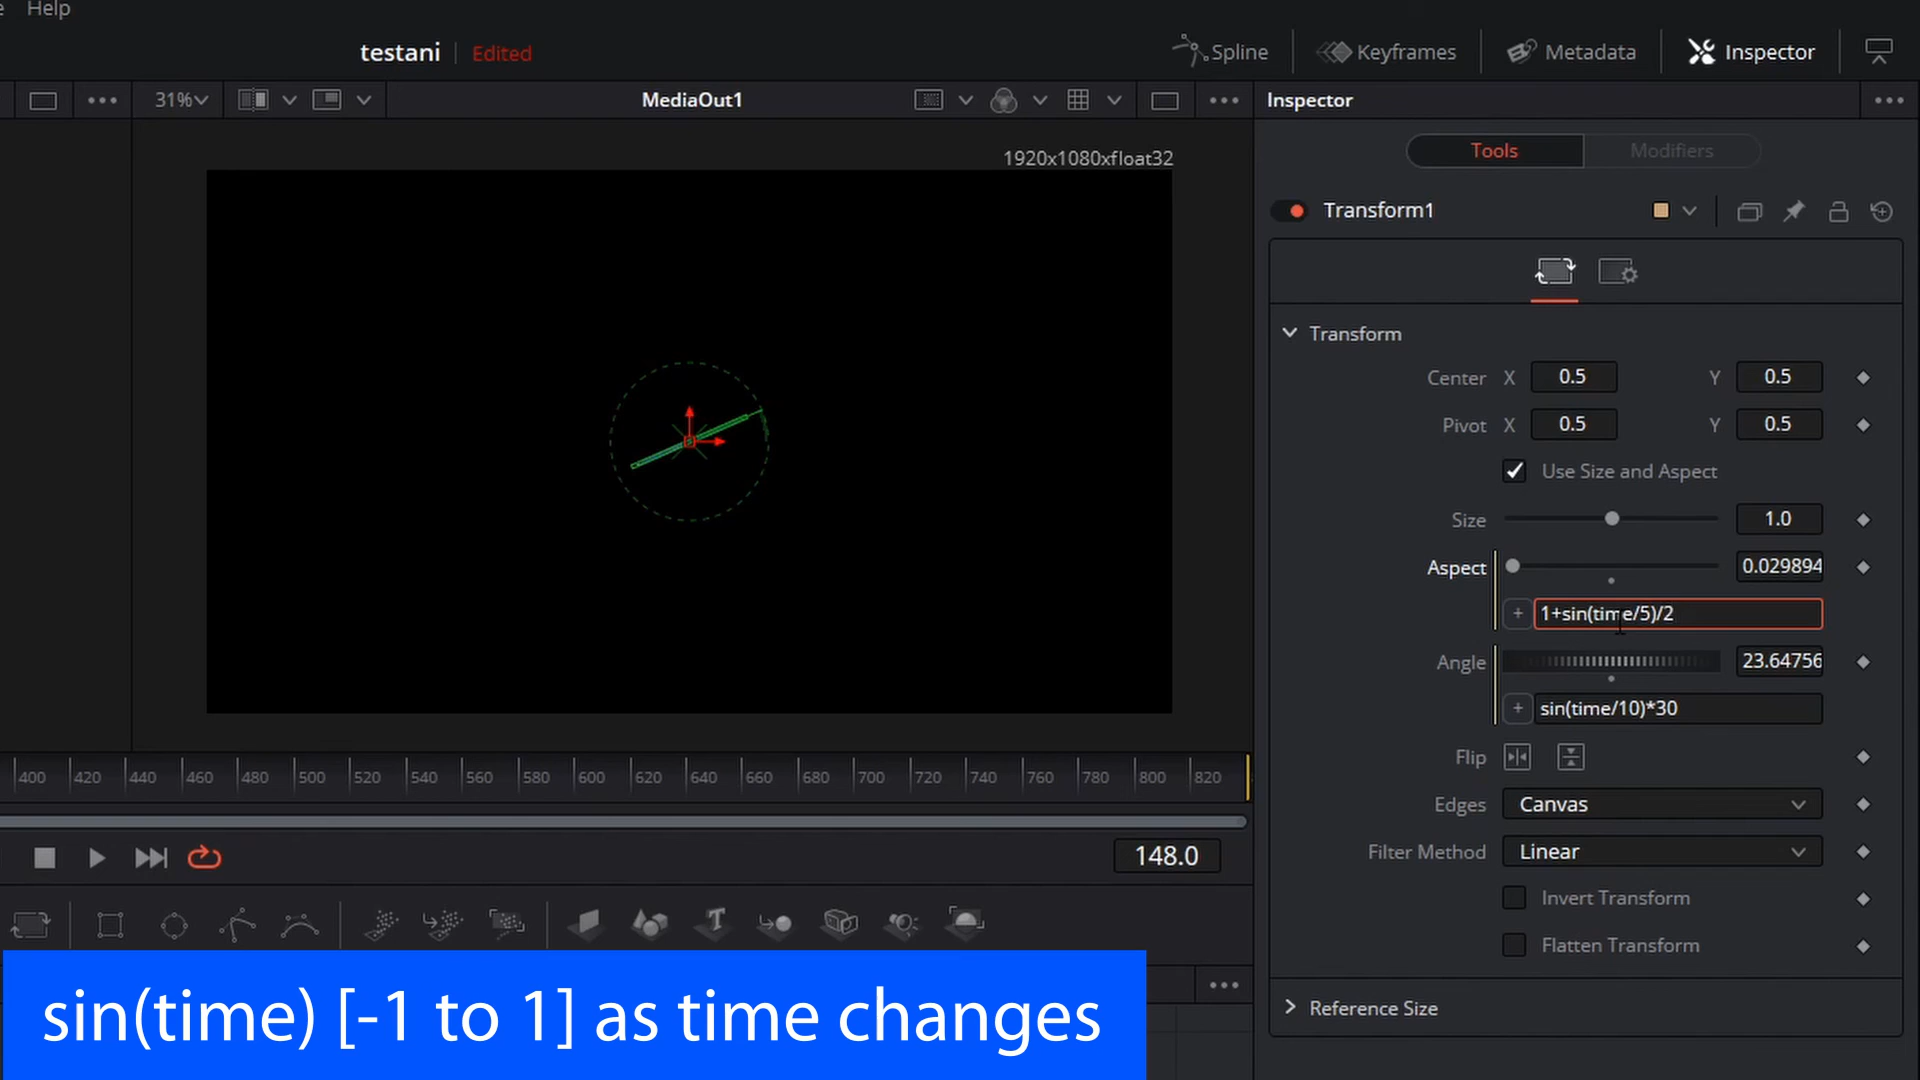 Help
testani
Edited
Spline
Keyframes
Metadata
Inspector
31%
MediaOut1
Inspector
1920x1080xfloat32
Tools
Modifiers
Transform1
Transform
Center X 0.5 Y 0.5
Pivot X 0.5 Y 0.5
Use Size and Aspect
Size 1.0
Aspect 0.029894
+ 1+sin(time/5)/2
Angle 23.64756
+ sin(time/10)*30
Flip
400 420 440 460 480 500 520 540 560 580 600 620 640 660 680 700 720 740 760 780 800 820
Edges Canvas
Filter Method Linear
148.0
Invert Transform
Flatten Transform
Reference Size
sin(time) [-1 to 1] as time changes